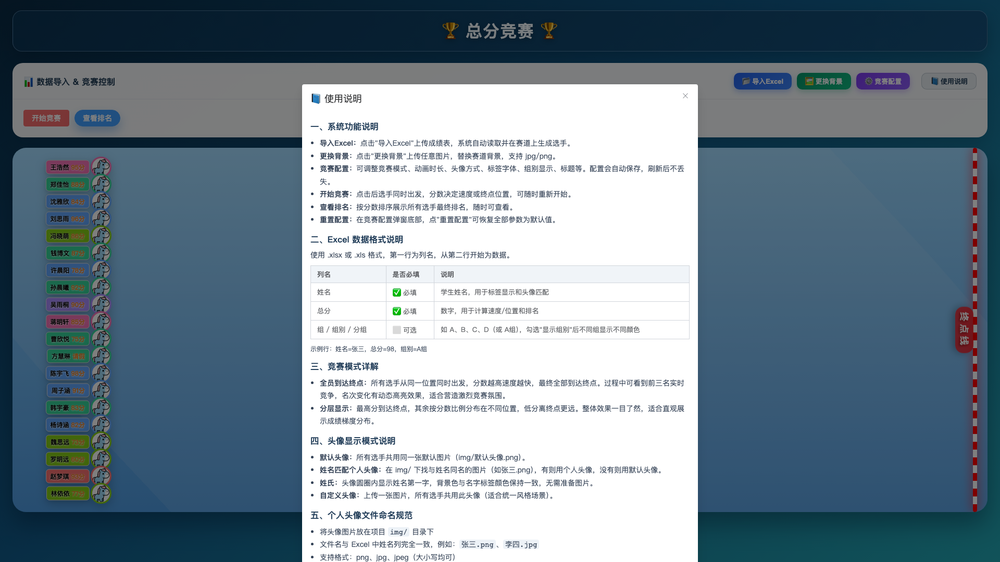 🏆 总分竞赛 🏆
📊 数据导入 & 竞赛控制
📂 导入Excel
🖼️ 更换背景
⚙️ 竞赛配置
📘 使用说明
开始竞赛
查看排名
王浩然 95分
郑佳怡 88分
沈雅欣 84分
刘思雨 96分
冯晓萌 86分
钱博文 87分
许晨阳 78分
孙晨曦 92分
吴雨桐 90分
蒋明轩 85分
曹欣悦 75分
方慧琳
陈宇飞 98分
周子涵 91分
韩宇豪 83分
杨诗涵 82分
魏思远 73分
罗明远 60分
赵梦琪 93分
林依依 77分
终点线
📘 使用说明
一、系统功能说明
导入Excel：点击"导入Excel"上传成绩表，系统自动读取并在赛道上生成选手。
更换背景：点击"更换背景"上传任意图片，替换赛道背景，支持 jpg/png。
竞赛配置：可调整竞赛模式、动画时长、头像方式、标签字体、组别显示、标题等。配置会自动保存，刷新后不丢
失。
开始竞赛：点击后选手同时出发，分数决定速度或终点位置，可随时重新开始。
查看排名：按分数排序展示所有选手最终排名，随时可查看。
重置配置：在竞赛配置弹窗底部，点"重置配置"可恢复全部参数为默认值。
二、Excel 数据格式说明
使用 .xlsx 或 .xls 格式，第一行为列名，从第二行开始为数据。
列名 是否必填 说明
姓名 ✅ 必填 学生姓名，用于标签显示和头像匹配
总分 ✅ 必填 数字，用于计算速度/位置和排名
组 / 组别 / 分组 ⬜ 可选 如 A、B、C、D（或 A组），勾选"显示组别"后不同组显示不同颜色
示例行：姓名=张三，总分=98，组别=A组
三、竞赛模式详解
全员到达终点：所有选手从同一位置同时出发，分数越高速度越快，最终全部到达终点。过程中可看到前三名实时
竞争，名次变化有动态高亮效果，适合营造激烈竞赛氛围。
分层显示：最高分到达终点，其余按分数比例分布在不同位置，低分离终点更远。整体效果一目了然，适合直观展
示成绩梯度分布。
四、头像显示模式说明
默认头像：所有选手共用同一张默认图片（img/默认头像.png）。
姓名匹配个人头像：在 img/ 下找与姓名同名的图片（如张三.png），有则用个人头像，没有则用默认头像。
姓氏：头像圆圈内显示姓名第一字，背景色与名字标签颜色保持一致，无需准备图片。
自定义头像：上传一张图片，所有选手共用此头像（适合统一风格场景）。
五、个人头像文件命名规范
将头像图片放在项目 img/ 目录下
文件名与 Excel 中姓名列完全一致，例如： 张三.png 、 李四.jpg
支持格式：png、jpg、jpeg（大小写均可）